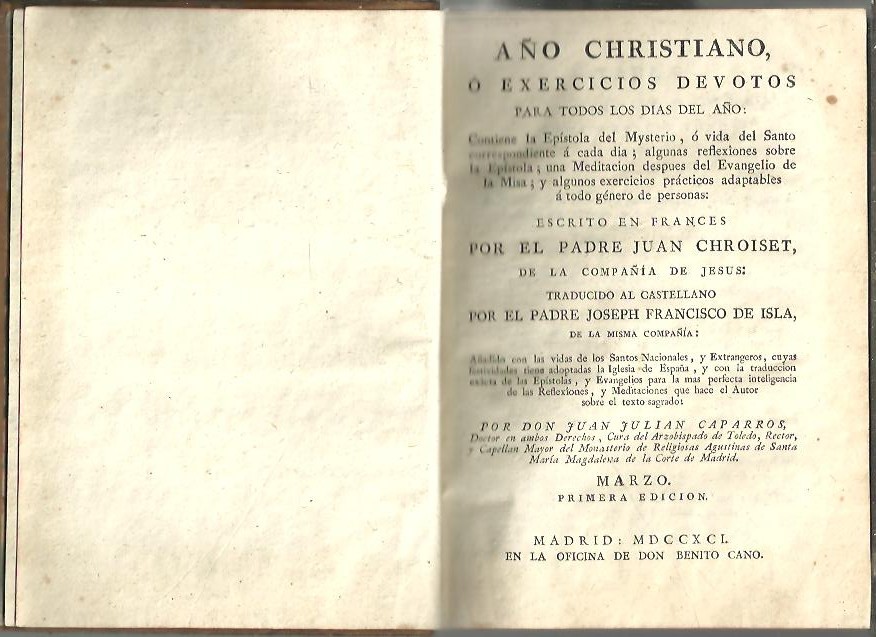 AÑO CHRISTIANO,
Ó EXERCICIOS DEVOTOS
PARA TODOS LOS DIAS DEL AÑO:
Contiene la Epístola del Mysterio, ó vida del Santo
correspondiente á cada dia; algunas reflexîones sobre
la Epístola; una Meditacion despues del Evangelio de
la Misa; y algunos exercicios prácticos adaptables
á todo género de personas:
ESCRITO EN FRANCES
POR EL PADRE JUAN CHROISET,
DE LA COMPAÑÍA DE JESUS:
TRADUCIDO AL CASTELLANO
POR EL PADRE JOSEPH FRANCISCO DE ISLA,
DE LA MISMA COMPAÑÍA:
Añadido con las vidas de los Santos Nacionales, y Extrangeros, cuyas
festividades tiene adoptadas la Iglesia de España, y con la traduccion
exâcta de las Epístolas, y Evangelios para la mas perfecta inteligencia
de las Reflexîones, y Meditaciones que hace el Autor
sobre el texto sagrado:
POR DON JUAN JULIAN CAPARROS,
Doctor en ambos Derechos, Cura del Arzobispado de Toledo, Rector,
y Capellan Mayor del Monasterio de Religiosas Agustinas de Santa
María Magdalena de la Corte de Madrid.
MARZO.
PRIMERA EDICION.
MADRID: MDCCXCI.
EN LA OFICINA DE DON BENITO CANO.